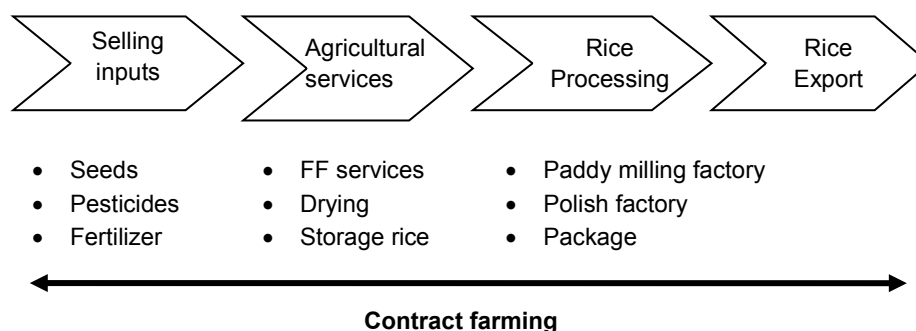 Selling
inputs
Agricultural
services
Rice
Processing
Rice
Export
• Seeds
• Pesticides
• Fertilizer
• FF services
• Drying
• Storage rice
• Paddy milling factory
• Polish factory
• Package
Contract farming